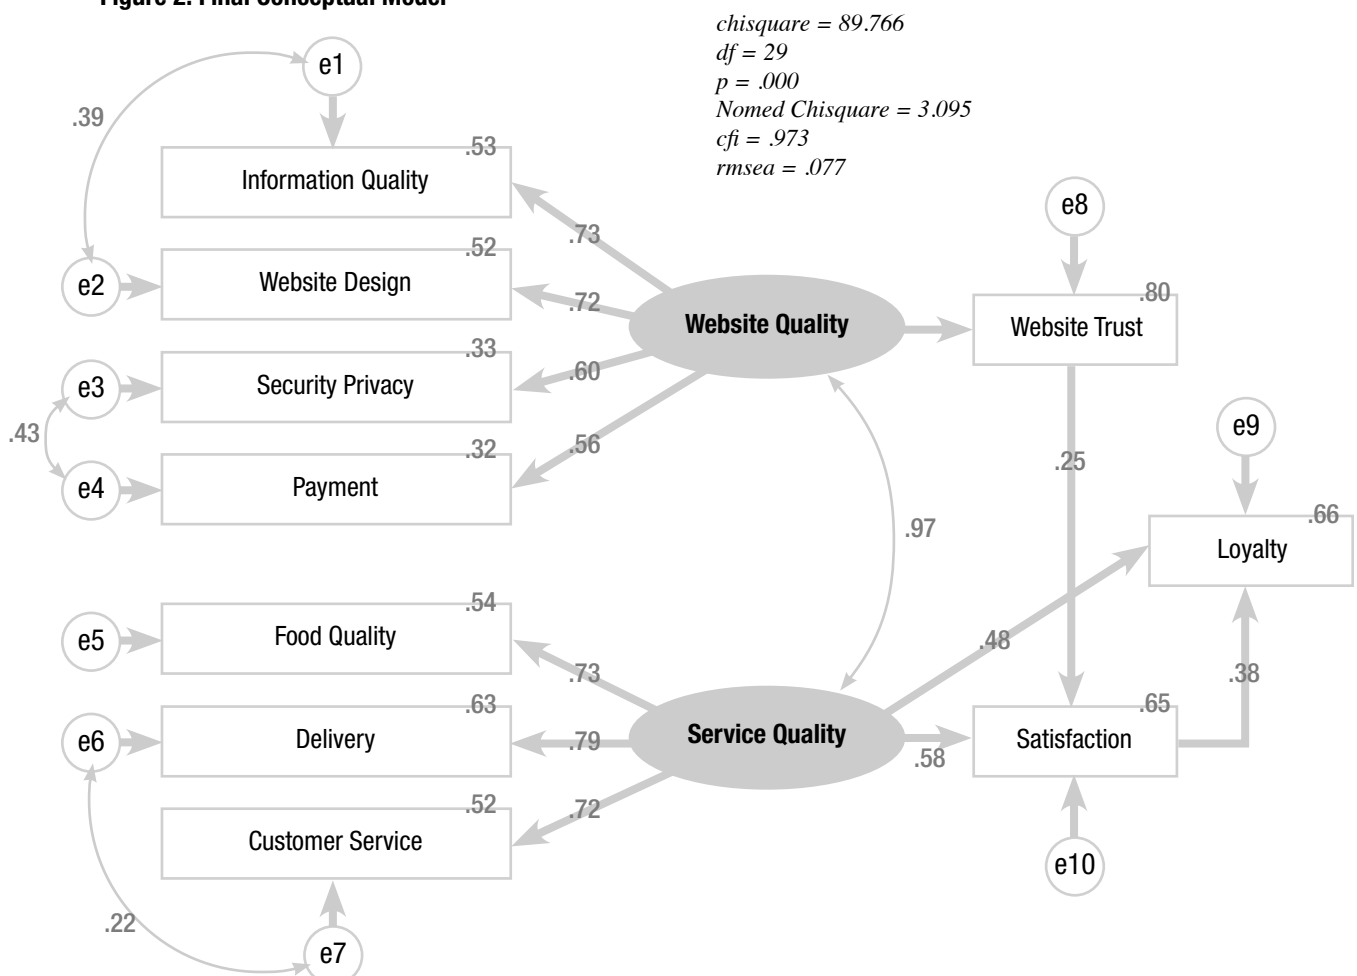 Figure 2. Final Conceptual Model
chisquare = 89.766
df = 29
p = .000
Nomed Chisquare = 3.095
cfi = .973
rmsea = .077
e1
.39
.53
Information Quality
e8
.73
.52
e2
Website Design
.72
.80
Website Quality
Website Trust
.33
e3
Security Privacy
.60
.43
.32
.56
e9
e4
Payment
.25
.97
.66
Loyalty
.54
e5
Food Quality
.48
.73
.38
.63
.65
e6
Delivery
.79
Service Quality
.58
Satisfaction
.52
.72
Customer Service
e10
.22
e7